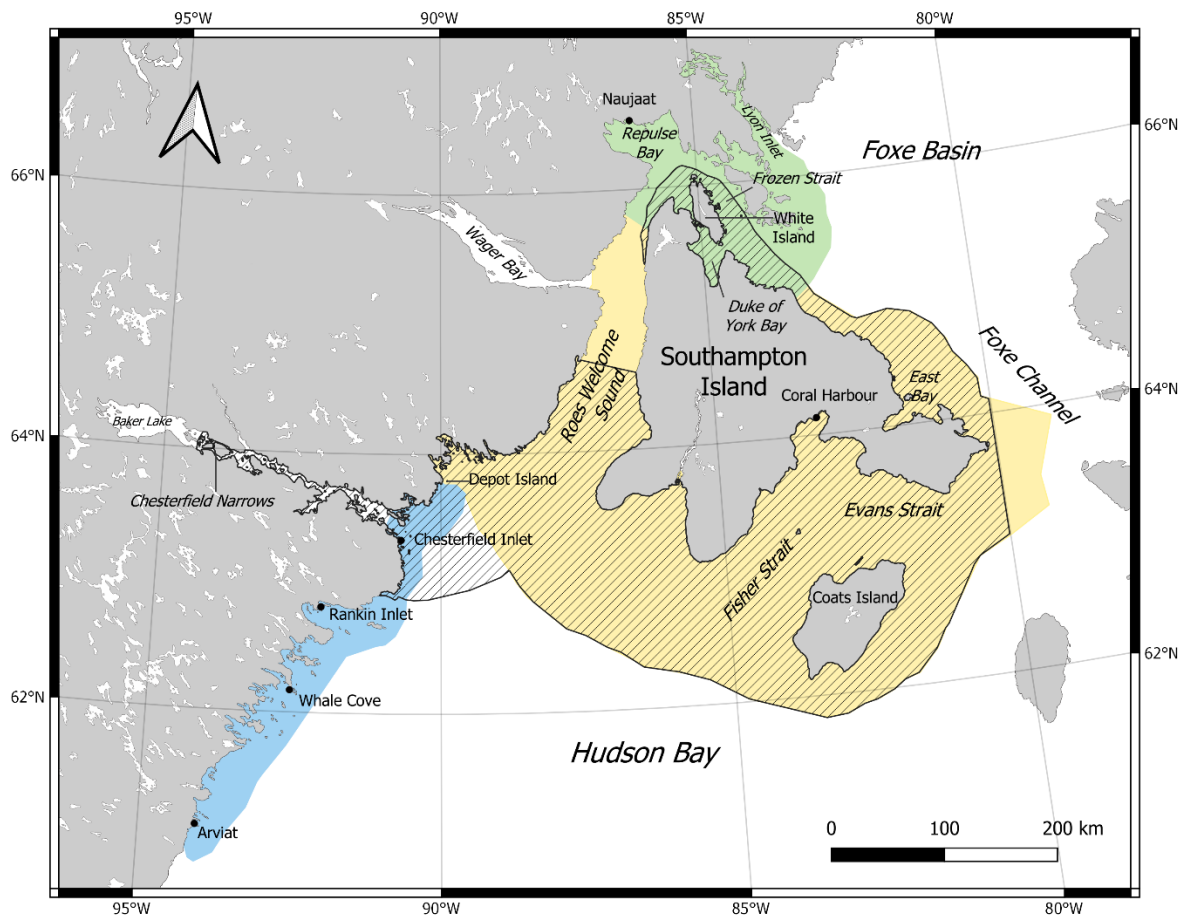 95°W
90°W
85°W
80°W
Naujaat
Repulse
Bay
Lyon Inlet
Foxe Basin
66°N
66°N
Frozen Strait
White
Island
Wager Bay
Duke of
York Bay
Foxe Channel
Southampton
Island
Roes Welcome
Sound
East
Bay
Coral Harbour
64°N
64°N
Baker Lake
Depot Island
Chesterfield Narrows
Evans Strait
Chesterfield Inlet
Fisher Strait
Coats Island
Rankin Inlet
62°N
62°N
Whale Cove
Hudson Bay
Arviat
0
100
200 km
95°W
90°W
85°W
80°W